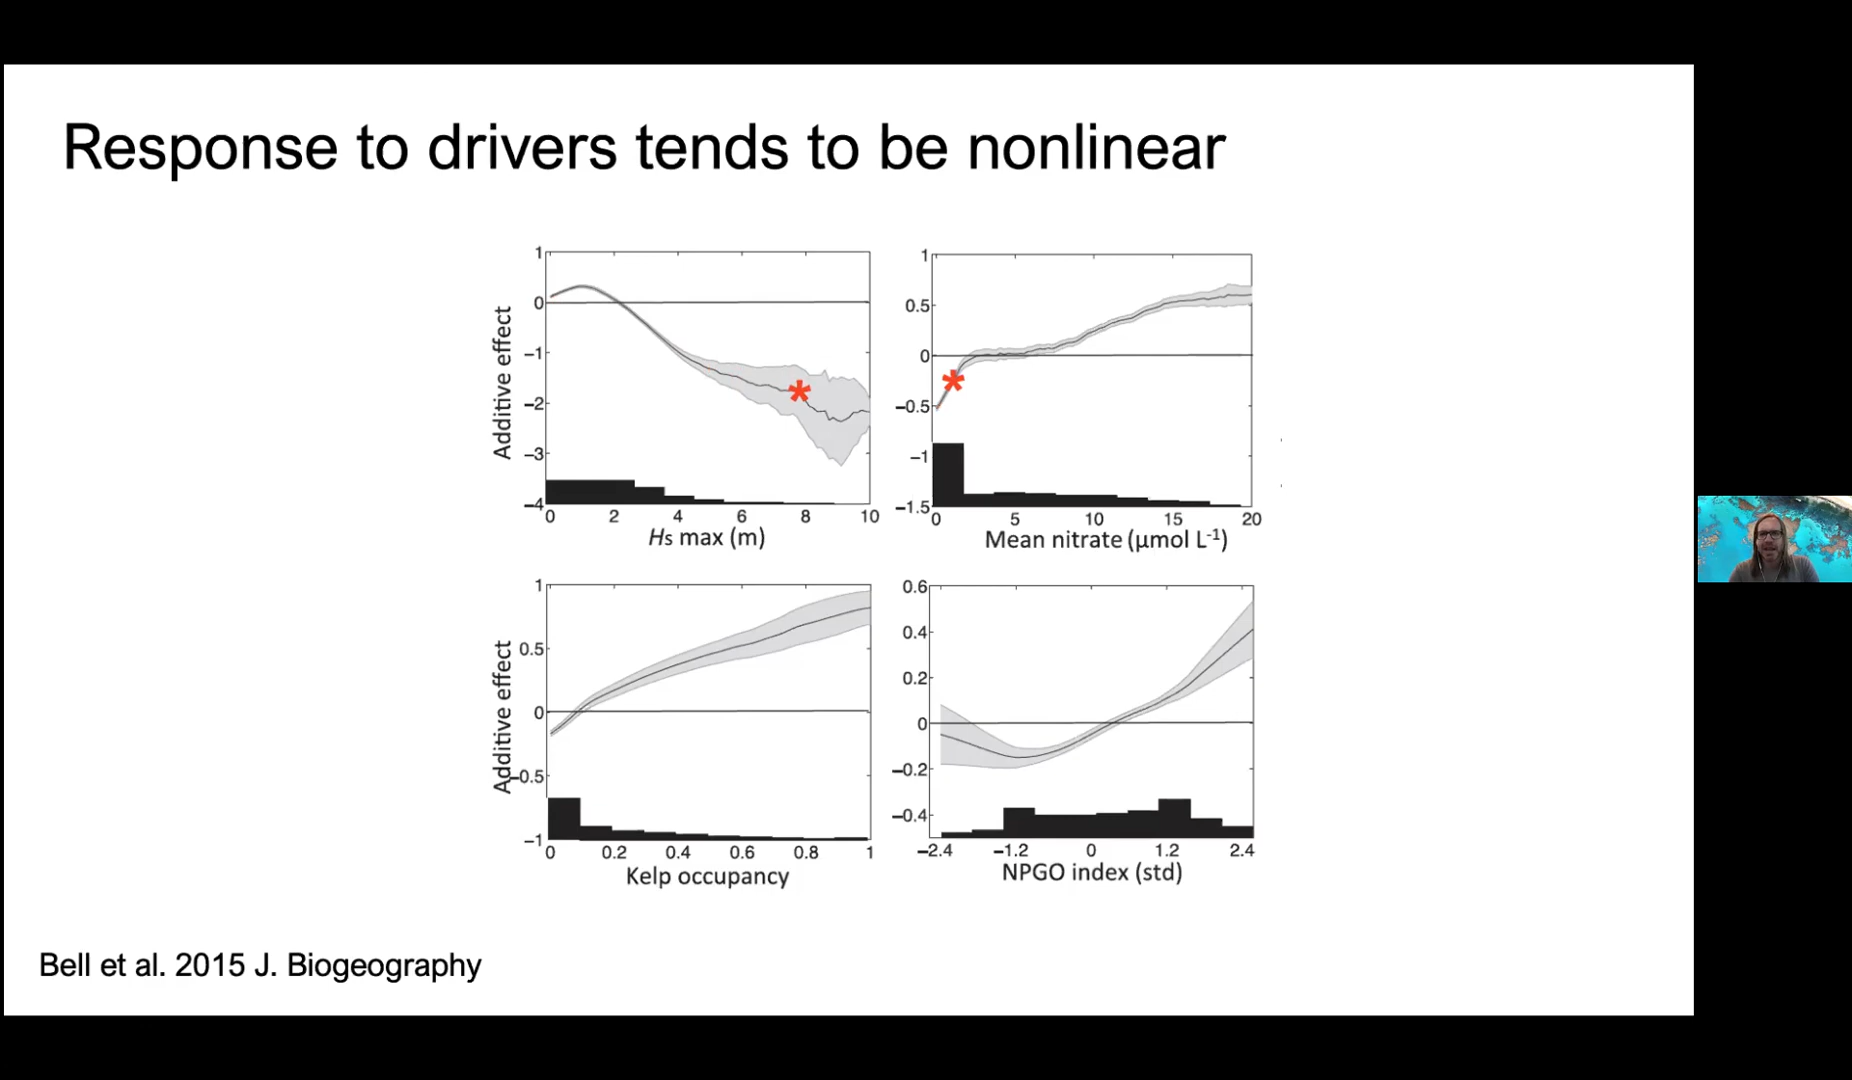 Response to drivers tends to be nonlinear
1
0
−1
−2
−3
−4
Additive effect
0 2 4 6 8 10
Hs max (m)
1
0.5
0
−0.5
−1
−1.5
0 5 10 15 20
Mean nitrate (μmol L-1)
1
0.5
0
−0.5
−1
Additive effect
0 0.2 0.4 0.6 0.8 1
Kelp occupancy
0.6
0.4
0.2
0
−0.2
−0.4
−2.4 −1.2 0 1.2 2.4
NPGO index (std)
Bell et al. 2015 J. Biogeography